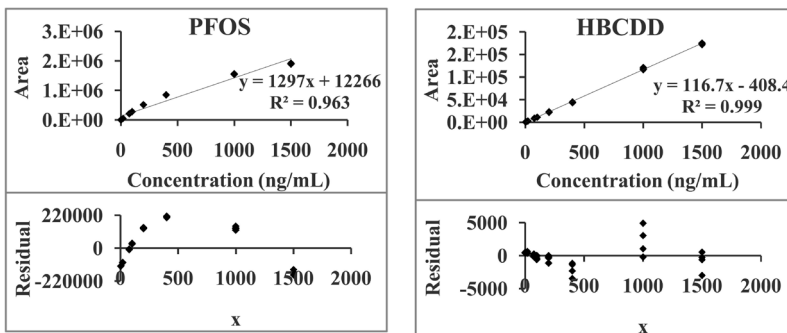 PFOS
3.E+06
2.E+06
1.E+06
0.E+00
Area
y = 1297x + 12266
R² = 0.963
0 500 1000 1500 2000
Concentration (ng/mL)
220000
0
-220000
Residual
0 500 1000 1500 2000
x
HBCDD
2.E+05
2.E+05
1.E+05
5.E+04
0.E+00
Area
y = 116.7x - 408.4
R² = 0.999
0 500 1000 1500 2000
Concentration (ng/mL)
5000
0
-5000
Residual
0 500 1000 1500 2000
x